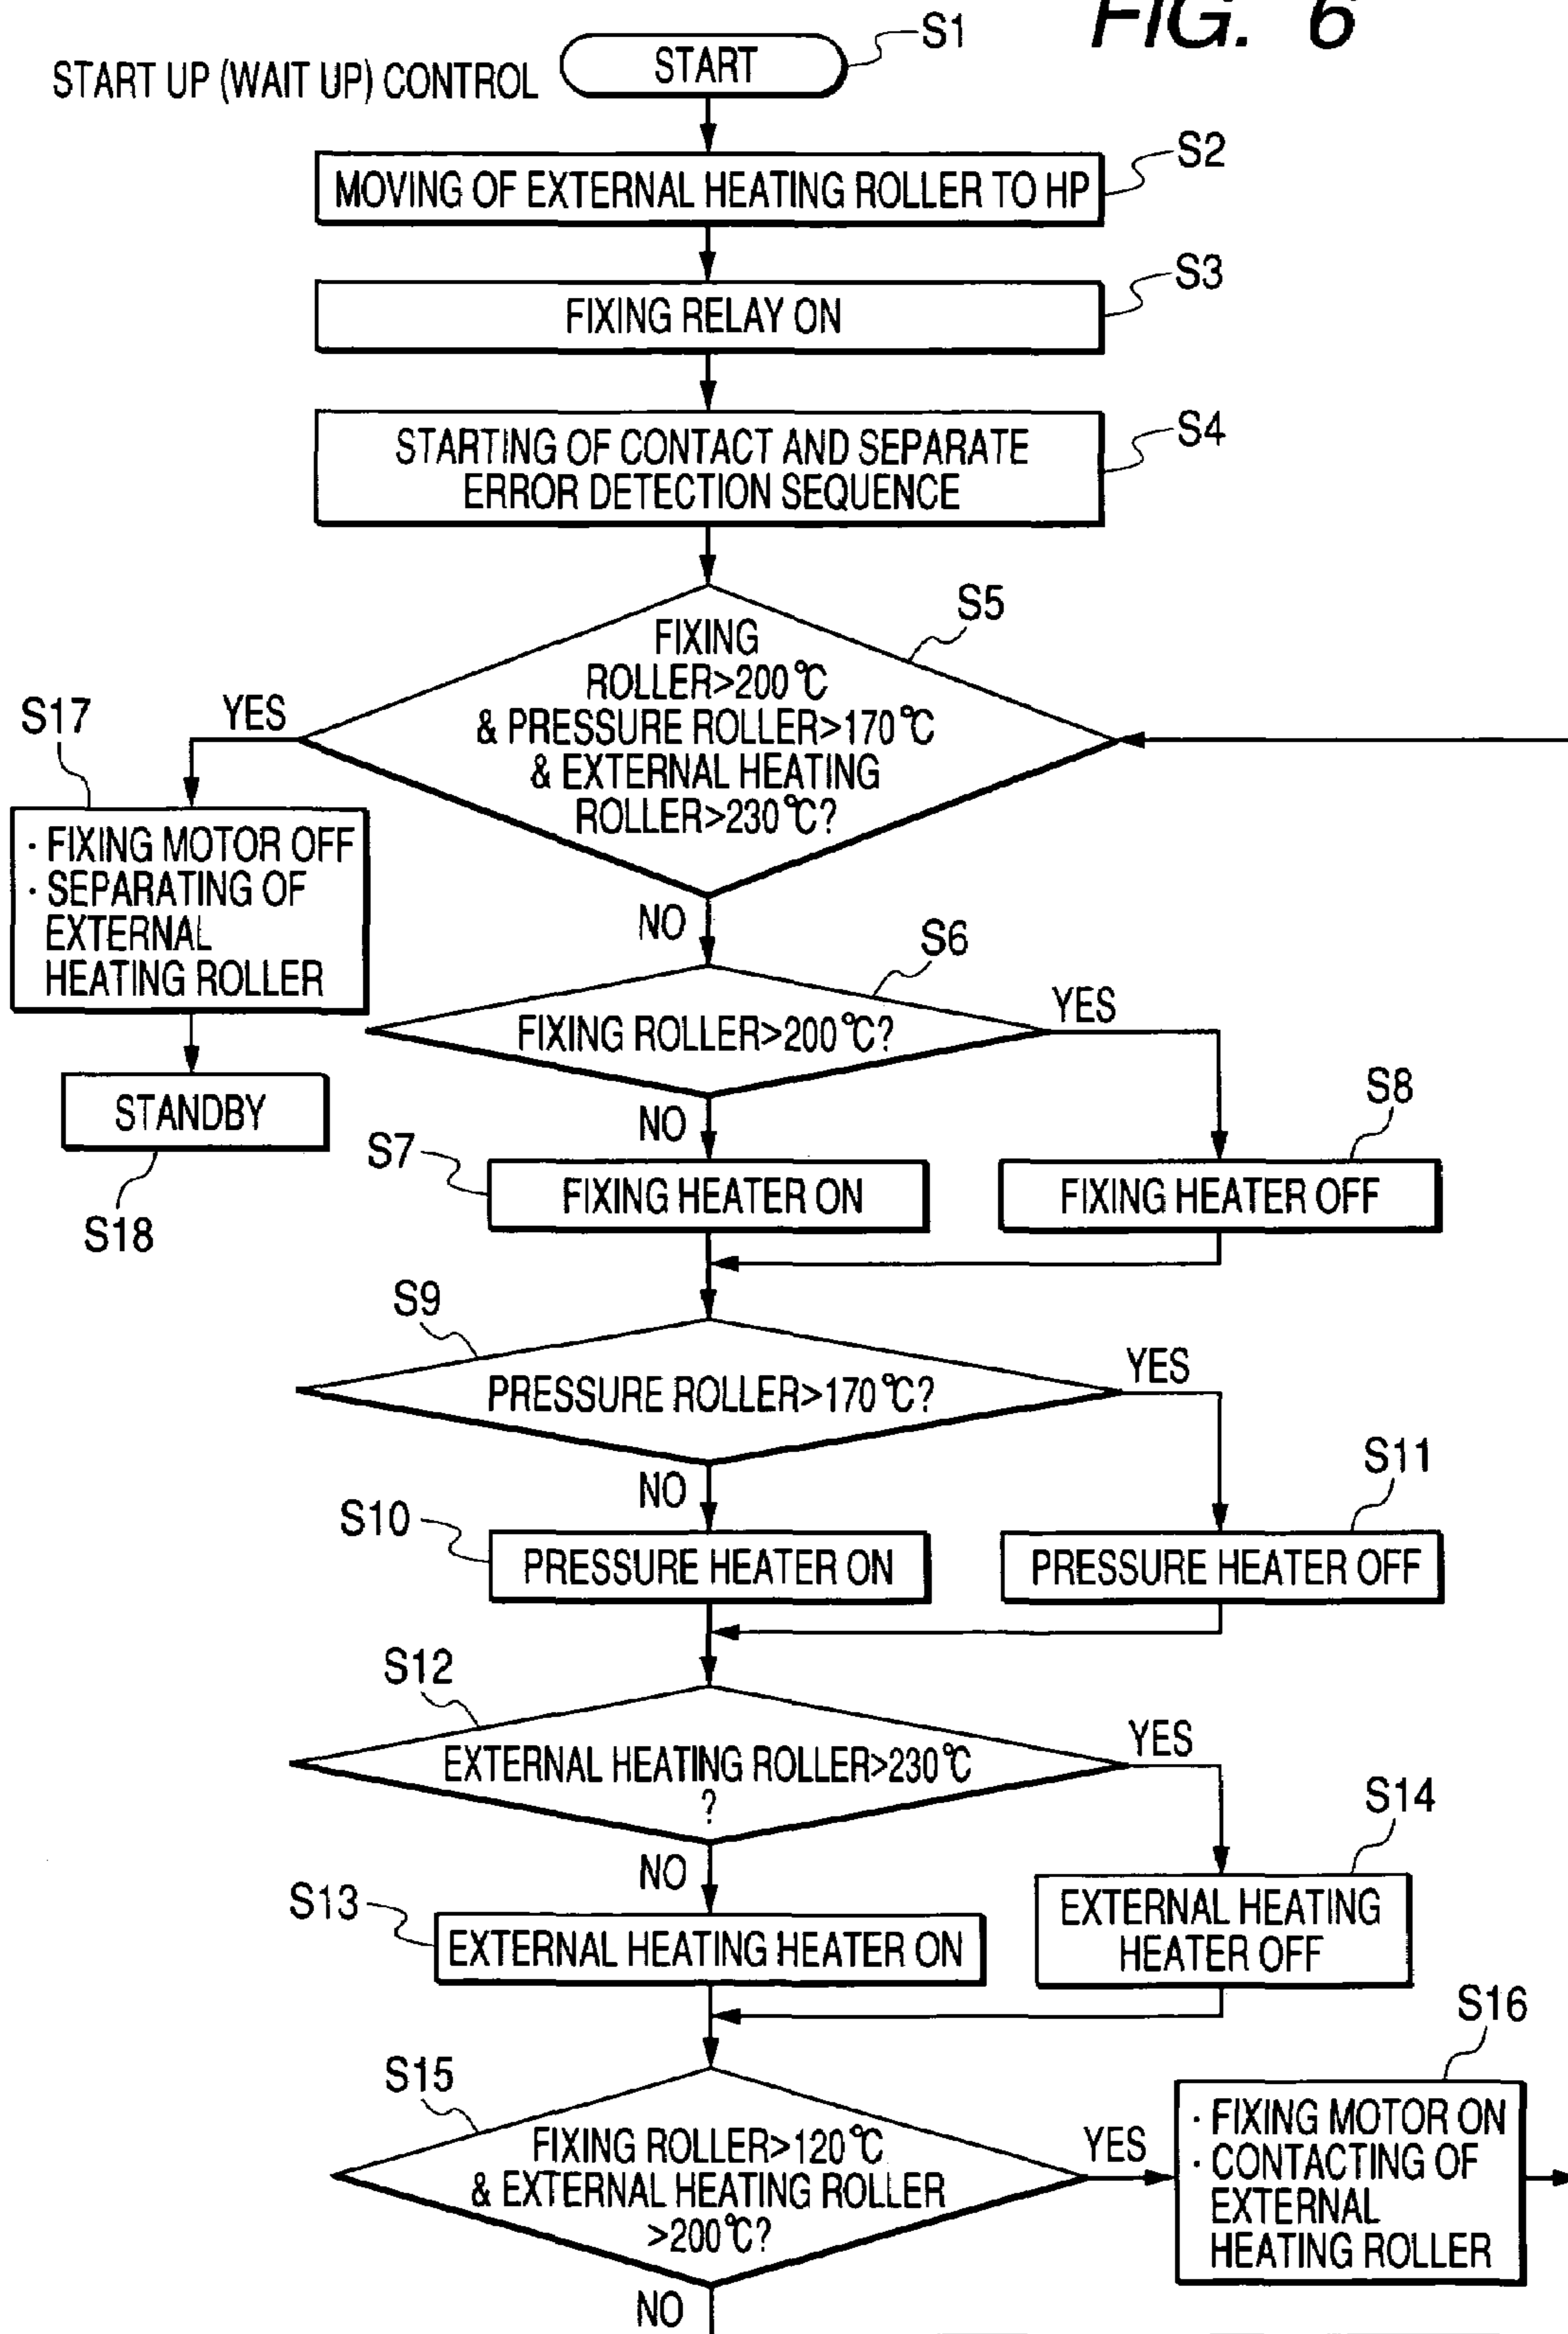 FIG. 6
START UP (WAIT UP) CONTROL
START
S1
MOVING OF EXTERNAL HEATING ROLLER TO HP
S2
FIXING RELAY ON
S3
STARTING OF CONTACT AND SEPARATE
ERROR DETECTION SEQUENCE
S4
FIXING
ROLLER>200℃
& PRESSURE ROLLER>170℃
& EXTERNAL HEATING
ROLLER>230℃?
S5
YES
S17
· FIXING MOTOR OFF
· SEPARATING OF
EXTERNAL
HEATING ROLLER
STANDBY
S18
NO
S6
FIXING ROLLER>200℃?
YES
NO
S7
FIXING HEATER ON
S8
FIXING HEATER OFF
S9
PRESSURE ROLLER>170℃?
YES
NO
S10
PRESSURE HEATER ON
S11
PRESSURE HEATER OFF
S12
EXTERNAL HEATING ROLLER>230℃
?
YES
NO
S13
EXTERNAL HEATING HEATER ON
S14
EXTERNAL HEATING
HEATER OFF
S15
FIXING ROLLER>120℃
& EXTERNAL HEATING ROLLER
>200℃?
YES
S16
· FIXING MOTOR ON
· CONTACTING OF
EXTERNAL
HEATING ROLLER
NO